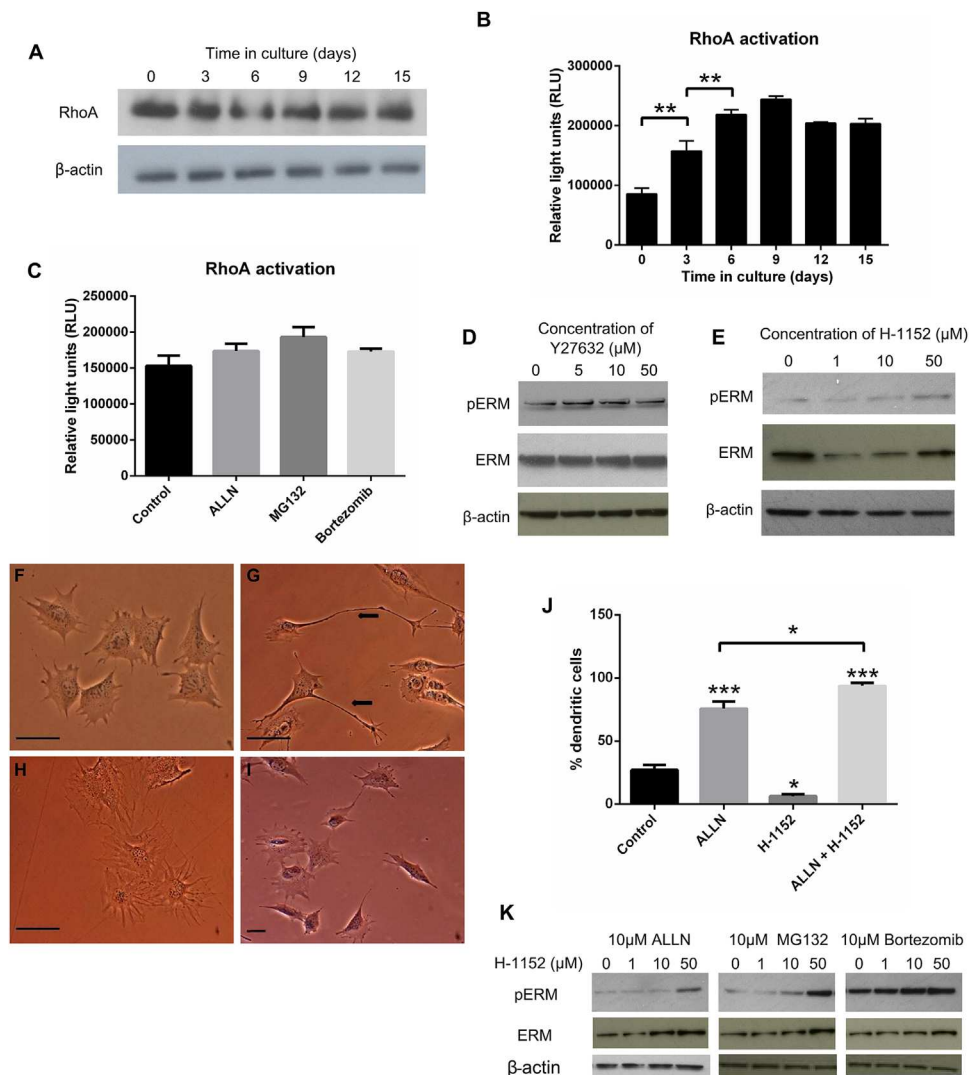 A
Time in culture (days)
0 3 6 9 12 15
RhoA
β-actin
B
RhoA activation
Relative light units (RLU)
300000
200000
100000
0
**
**
0 3 6 9 12 15
Time in culture (days)
C
RhoA activation
Relative light units (RLU)
250000
200000
150000
100000
50000
0
Control
ALLN
MG132
Bortezomib
D
Concentration of
Y27632 (µM)
0 5 10 50
pERM
ERM
β-actin
E
Concentration of H-1152 (µM)
0 1 10 50
pERM
ERM
β-actin
F
G
H
I
J
% dendritic cells
150
100
50
0
*
***
*
***
Control
ALLN
H-1152
ALLN + H-1152
K
10µM ALLN 10µM MG132 10µM Bortezomib
H-1152 (µM) 0 1 10 50 0 1 10 50 0 1 10 50
pERM
ERM
β-actin